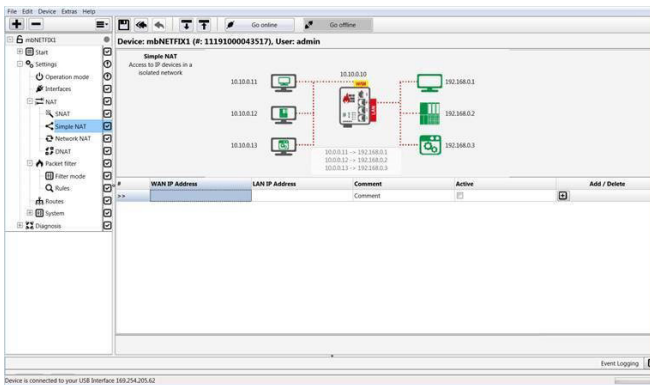 File Edit Device Extras Help
Go online
Go offline
mbNETFIX1
Start
Settings
Operation mode
Interfaces
NAT
SNAT
Simple NAT
Network NAT
DNAT
Packet filter
Filter mode
Rules
Routes
System
Diagnosis
Device: mbNETFIX1 (#: 11191000043517), User: admin
Simple NAT
Access to IP devices in a
isolated network
10.10.0.10
10.10.0.11
192.168.0.1
10.10.0.12
192.168.0.2
10.10.0.13
192.168.0.3
WAN
LAN
10.0.0.11 -> 192.168.0.1
10.0.0.12 -> 192.168.0.2
10.0.0.13 -> 192.168.0.3
# WAN IP Address LAN IP Address Comment Active Add / Delete
>> Comment
Event Logging
Device is connected to your USB Interface 169.254.205.62